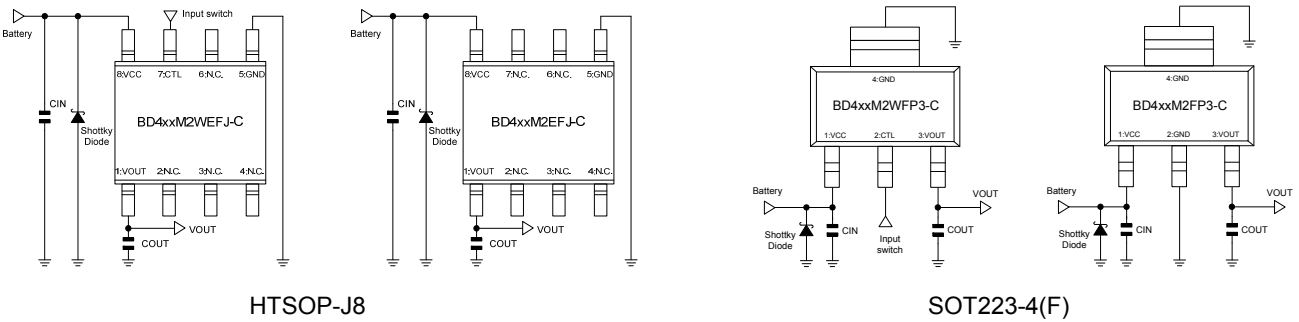 Battery
Input switch
8;VCC 7;CTL 6;N.C. 5;GND
CIN
Shottky
Diode
BD4xxM2WEFJ-C
1;VOUT 2;N.C. 3;N.C. 4;N.C.
VOUT
COUT
Battery
8;VCC 7;N.C. 6;N.C. 5;GND
CIN
Shottky
Diode
BD4xxM2EFJ-C
1;VOUT 2;N.C. 3;N.C. 4;N.C.
VOUT
COUT
HTSOP-J8
4:GND
BD4xxM2WFP3-C
1:VCC 2:CTL 3:VOUT
Battery
VOUT
Shottky
Diode
CIN
Input
switch
COUT
4:GND
BD4xxM2FP3-C
1:VCC 2:GND 3:VOUT
Battery
VOUT
Shottky
Diode
CIN
COUT
SOT223-4(F)